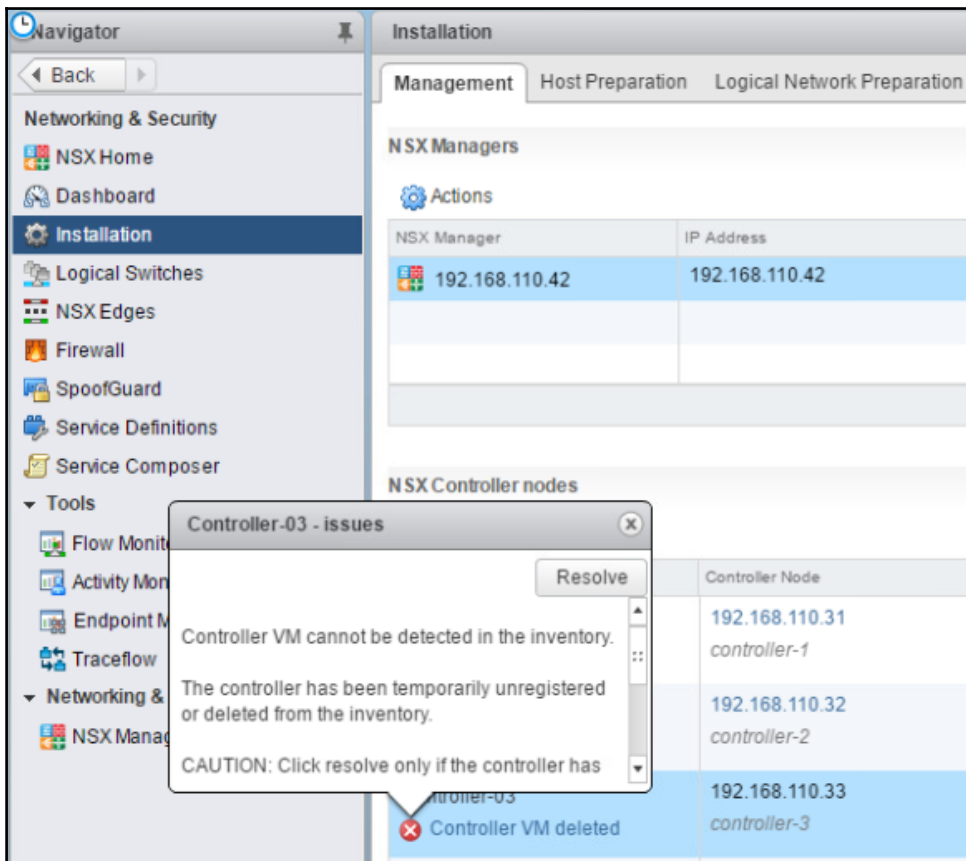 Navigator
Back
Networking & Security
NSX Home
Dashboard
Installation
Logical Switches
NSX Edges
Firewall
SpoofGuard
Service Definitions
Service Composer
Tools
Flow
Activity
Endpoint
Traceflow
Networking &
NSX
Installation
Management Host Preparation Logical Network Preparation
NSX Managers
Actions
NSX Manager IP Address
192.168.110.42 192.168.110.42
NSX Controller nodes
Controller Node
192.168.110.31
controller-1
192.168.110.32
controller-2
192.168.110.33
controller-3
Controller VM deleted
Controller-03 - issues
Resolve
Controller VM cannot be detected in the inventory.
The controller has been temporarily unregistered
or deleted from the inventory.
CAUTION: Click resolve only if the controller has